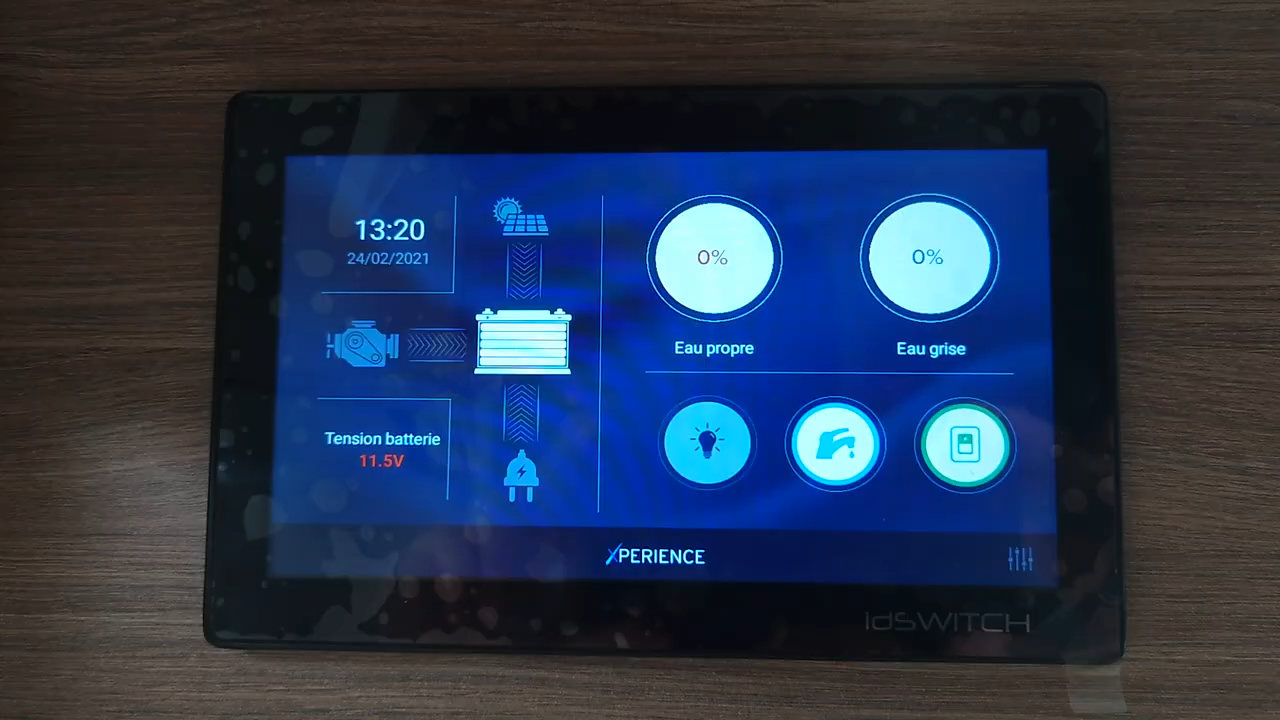 13:20
24/02/2021
Tension batterie
11.5V
0%
0%
Eau propre
Eau grise
XPERIENCE
idSWITCH